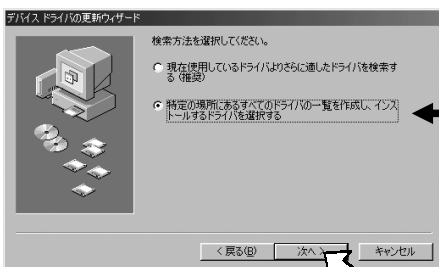 デバイス ドライバの更新ウィザード
検索方法を選択してください。
現在使用しているドライバよりさらに適したドライバを検索す
る (推奨)
特定の場所にあるすべてのドライバの一覧を作成し、インス
トールするドライバを選択する
< 戻る(B)
次へ >
キャンセル